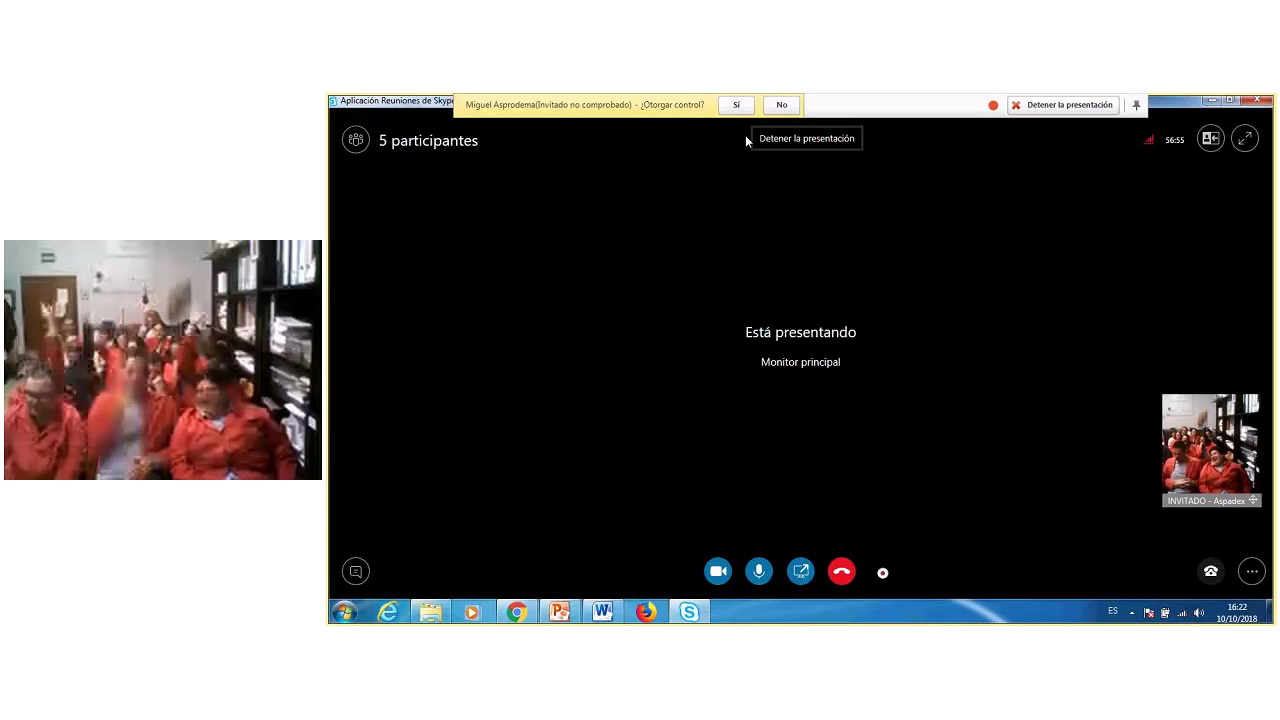 Aplicación Reuniones de Skype
Miguel Asprodema(Invitado no comprobado) - ¿Otorgar control?
Sí
No
Detener la presentación
5 participantes
Detener la presentación
56:55
Está presentando
Monitor principal
INVITADO - Aspadex
ES
16:22
10/10/2018